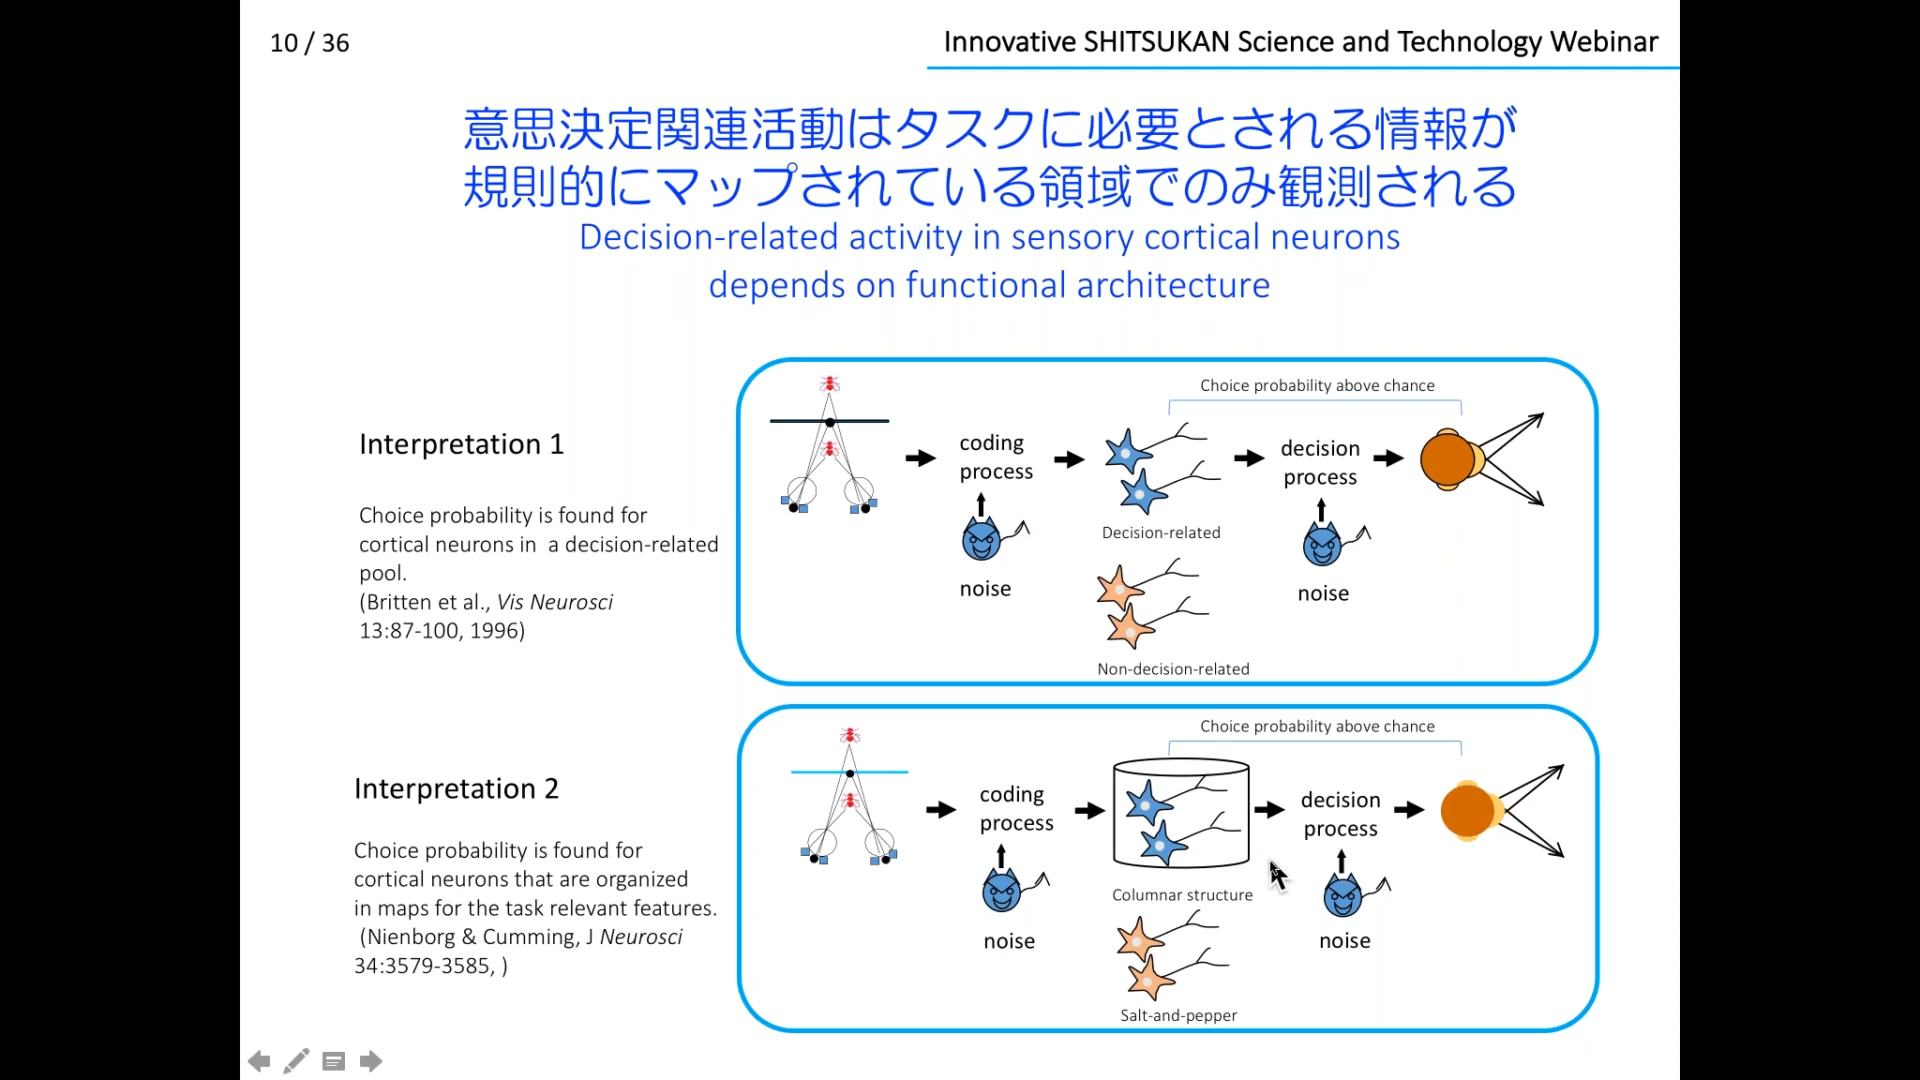 10 / 36
Innovative SHITSUKAN Science and Technology Webinar
意思決定関連活動はタスクに必要とされる情報が
規則的にマップされている領域でのみ観測される
Decision-related activity in sensory cortical neurons
depends on functional architecture
Interpretation 1
Choice probability is found for
cortical neurons in a decision-related
pool.
(Britten et al., Vis Neurosci
13:87-100, 1996)
Choice probability above chance
coding
process
decision
process
Decision-related
noise
noise
Non-decision-related
Interpretation 2
Choice probability is found for
cortical neurons that are organized
in maps for the task relevant features.
(Nienborg & Cumming, J Neurosci
34:3579-3585, )
Choice probability above chance
coding
process
decision
process
Columnar structure
noise
noise
Salt-and-pepper